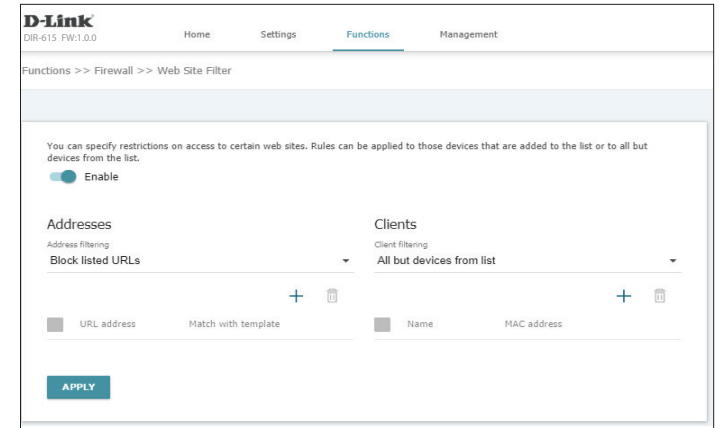 D-Link
DIR-615 FW:1.0.0
Home Settings Functions Management
Functions >> Firewall >> Web Site Filter
You can specify restrictions on access to certain web sites. Rules can be applied to those devices that are added to the list or to all but
devices from the list.
Enable
Addresses
Address filtering
Block listed URLs
URL address Match with template
Clients
Client filtering
All but devices from list
Name MAC address
APPLY